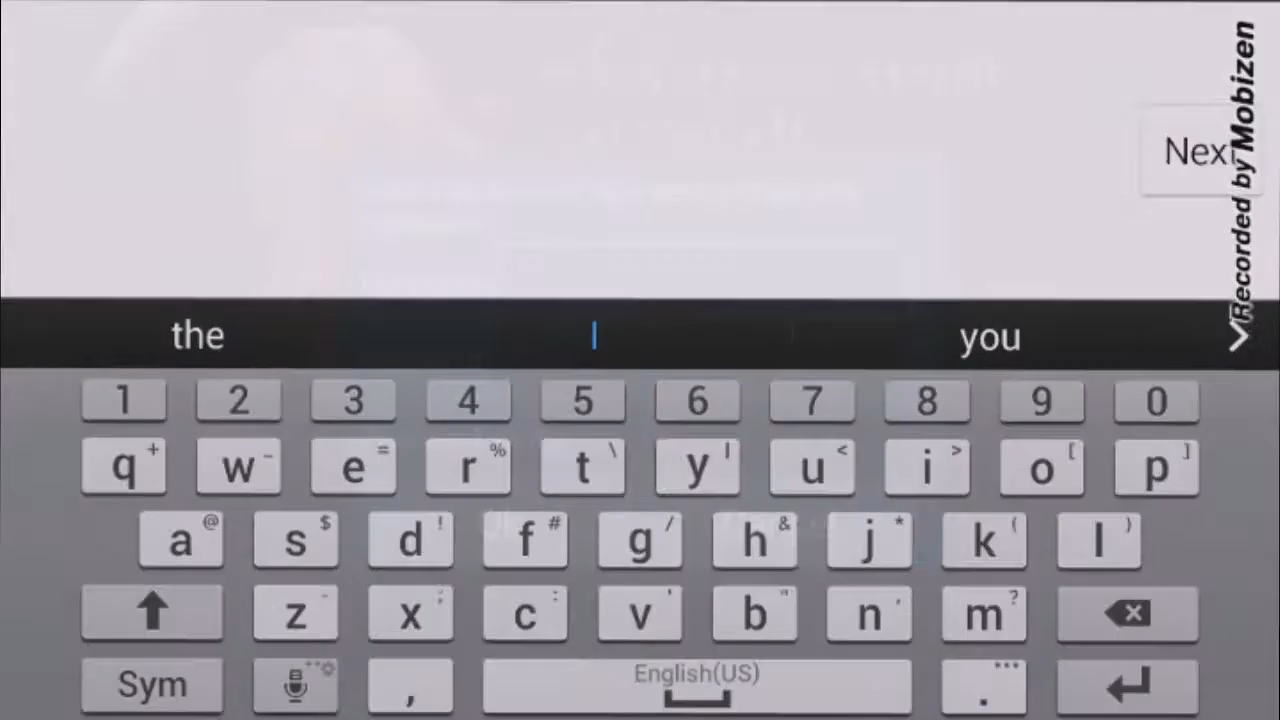 Recorded by Mobizen
Next
the I you
1 2 3 4 5 6 7 8 9 0
q + w - e = r % t \ y | u < i > o [ p ]
a @ s $ d ! f # g / h & j * k ( l )
z x ; c : v ' b " n , m ?
Sym , English(US) .